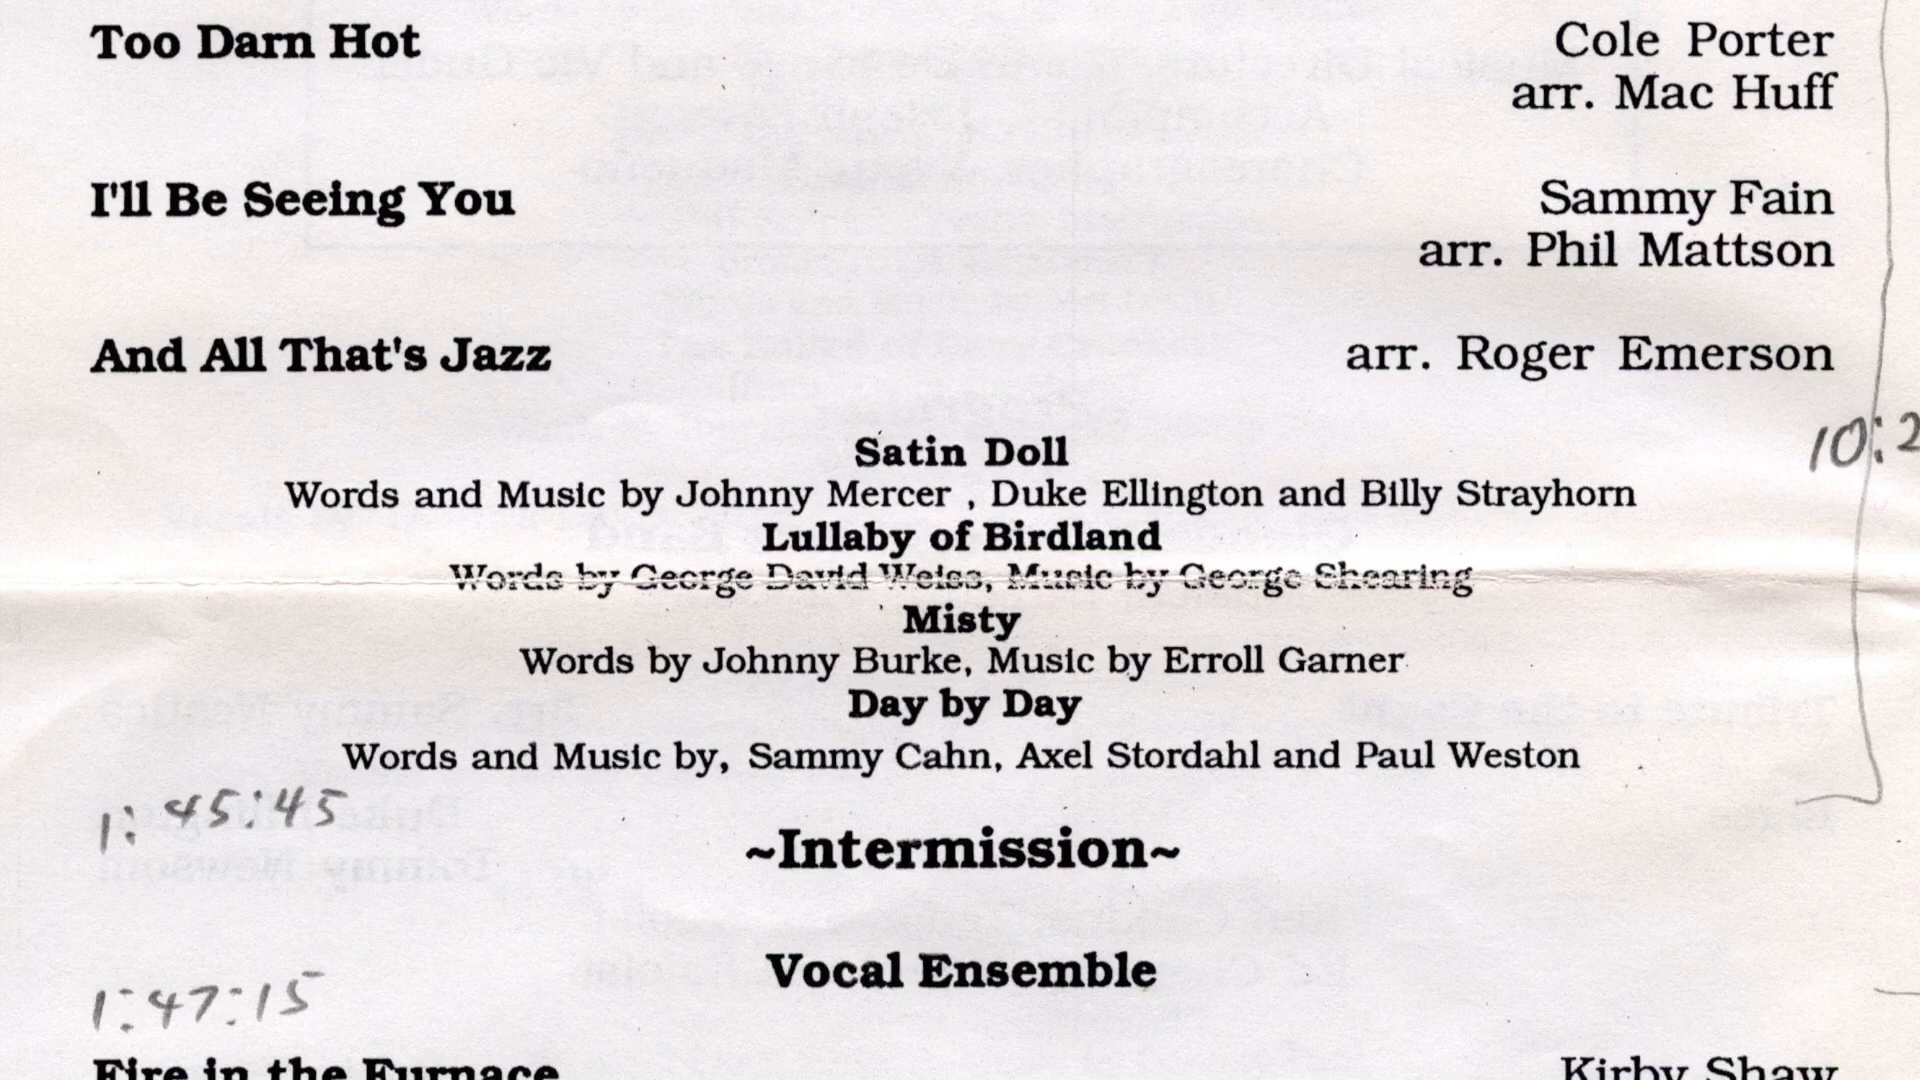 Too Darn Hot Cole Porter
arr. Mac Huff
I'll Be Seeing You Sammy Fain
arr. Phil Mattson
And All That's Jazz arr. Roger Emerson
Satin Doll
10:2
Words and Music by Johnny Mercer , Duke Ellington and Billy Strayhorn
Lullaby of Birdland
Words by George David Weiss, Music by George Shearing
Misty
Words by Johnny Burke, Music by Erroll Garner
Day by Day
Words and Music by, Sammy Cahn, Axel Stordahl and Paul Weston
1:45:45
~Intermission~
Vocal Ensemble
1:47:15
Fire in the Furnace Kirby Shaw